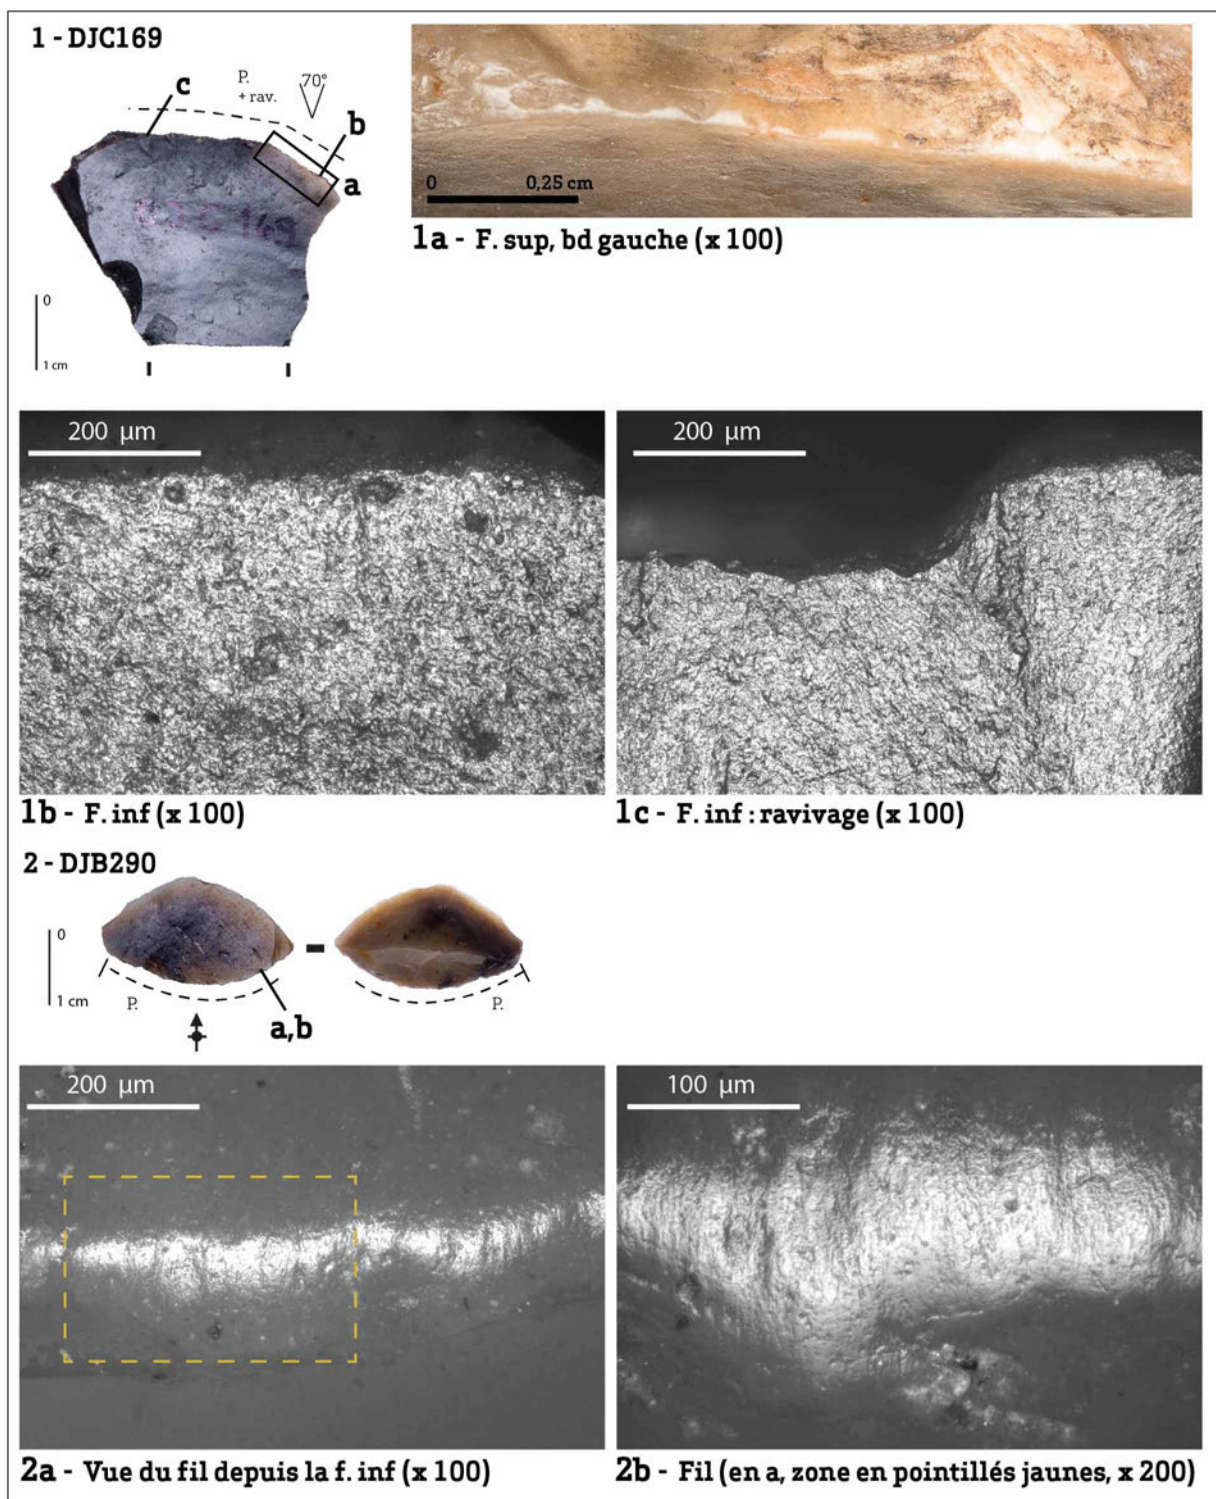 1 - DJC169
P.
+ rav.
70°
c
b
a
DJC 169
0
1 cm
0
0,25 cm
1a - F. sup, bd gauche (x 100)
200 µm
200 µm
1b - F. inf (x 100)
1c - F. inf : ravivage (x 100)
2 - DJB290
0
1 cm
P.
a,b
P.
200 µm
100 µm
2a - Vue du fil depuis la f. inf (x 100)
2b - Fil (en a, zone en pointillés jaunes, x 200)